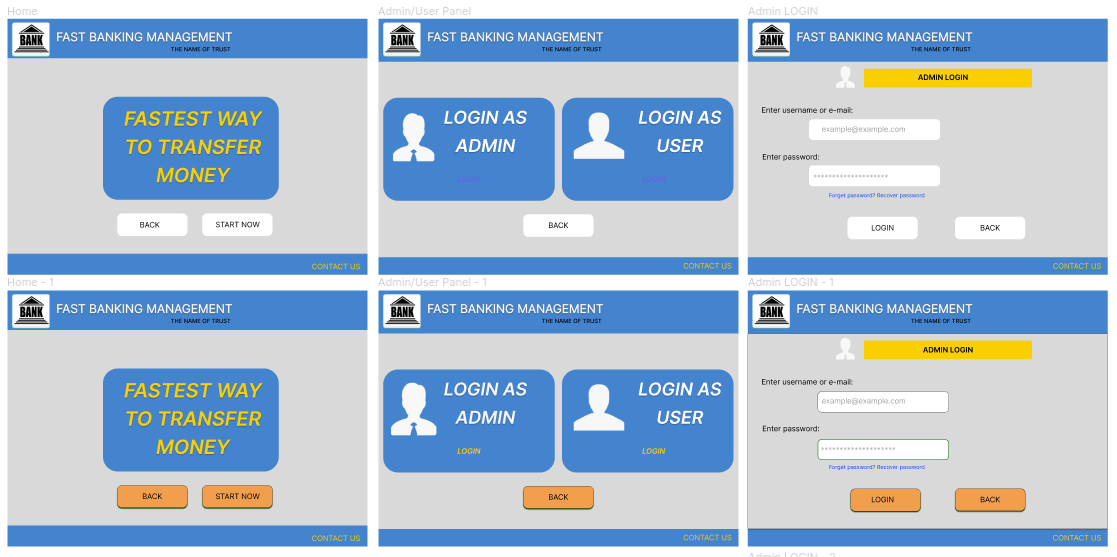 Home
BANK
FAST BANKING MANAGEMENT
THE NAME OF TRUST
FASTEST WAY
TO TRANSFER
MONEY
BACK
START NOW
CONTACT US
Admin/User Panel
BANK
FAST BANKING MANAGEMENT
THE NAME OF TRUST
LOGIN AS
ADMIN
LOGIN
LOGIN AS
USER
LOGIN
BACK
CONTACT US
Admin LOGIN
BANK
FAST BANKING MANAGEMENT
THE NAME OF TRUST
ADMIN LOGIN
Enter username or e-mail:
example@example.com
Enter password:
********************
Forget password? Recover password
LOGIN
BACK
CONTACT US
Home - 1
BANK
FAST BANKING MANAGEMENT
THE NAME OF TRUST
FASTEST WAY
TO TRANSFER
MONEY
BACK
START NOW
CONTACT US
Admin/User Panel - 1
BANK
FAST BANKING MANAGEMENT
THE NAME OF TRUST
LOGIN AS
ADMIN
LOGIN
LOGIN AS
USER
LOGIN
BACK
CONTACT US
Admin LOGIN - 1
BANK
FAST BANKING MANAGEMENT
THE NAME OF TRUST
ADMIN LOGIN
Enter username or e-mail:
example@example.com
Enter password:
********************
Forget password? Recover password
LOGIN
BACK
CONTACT US
Admin LOGIN - 2